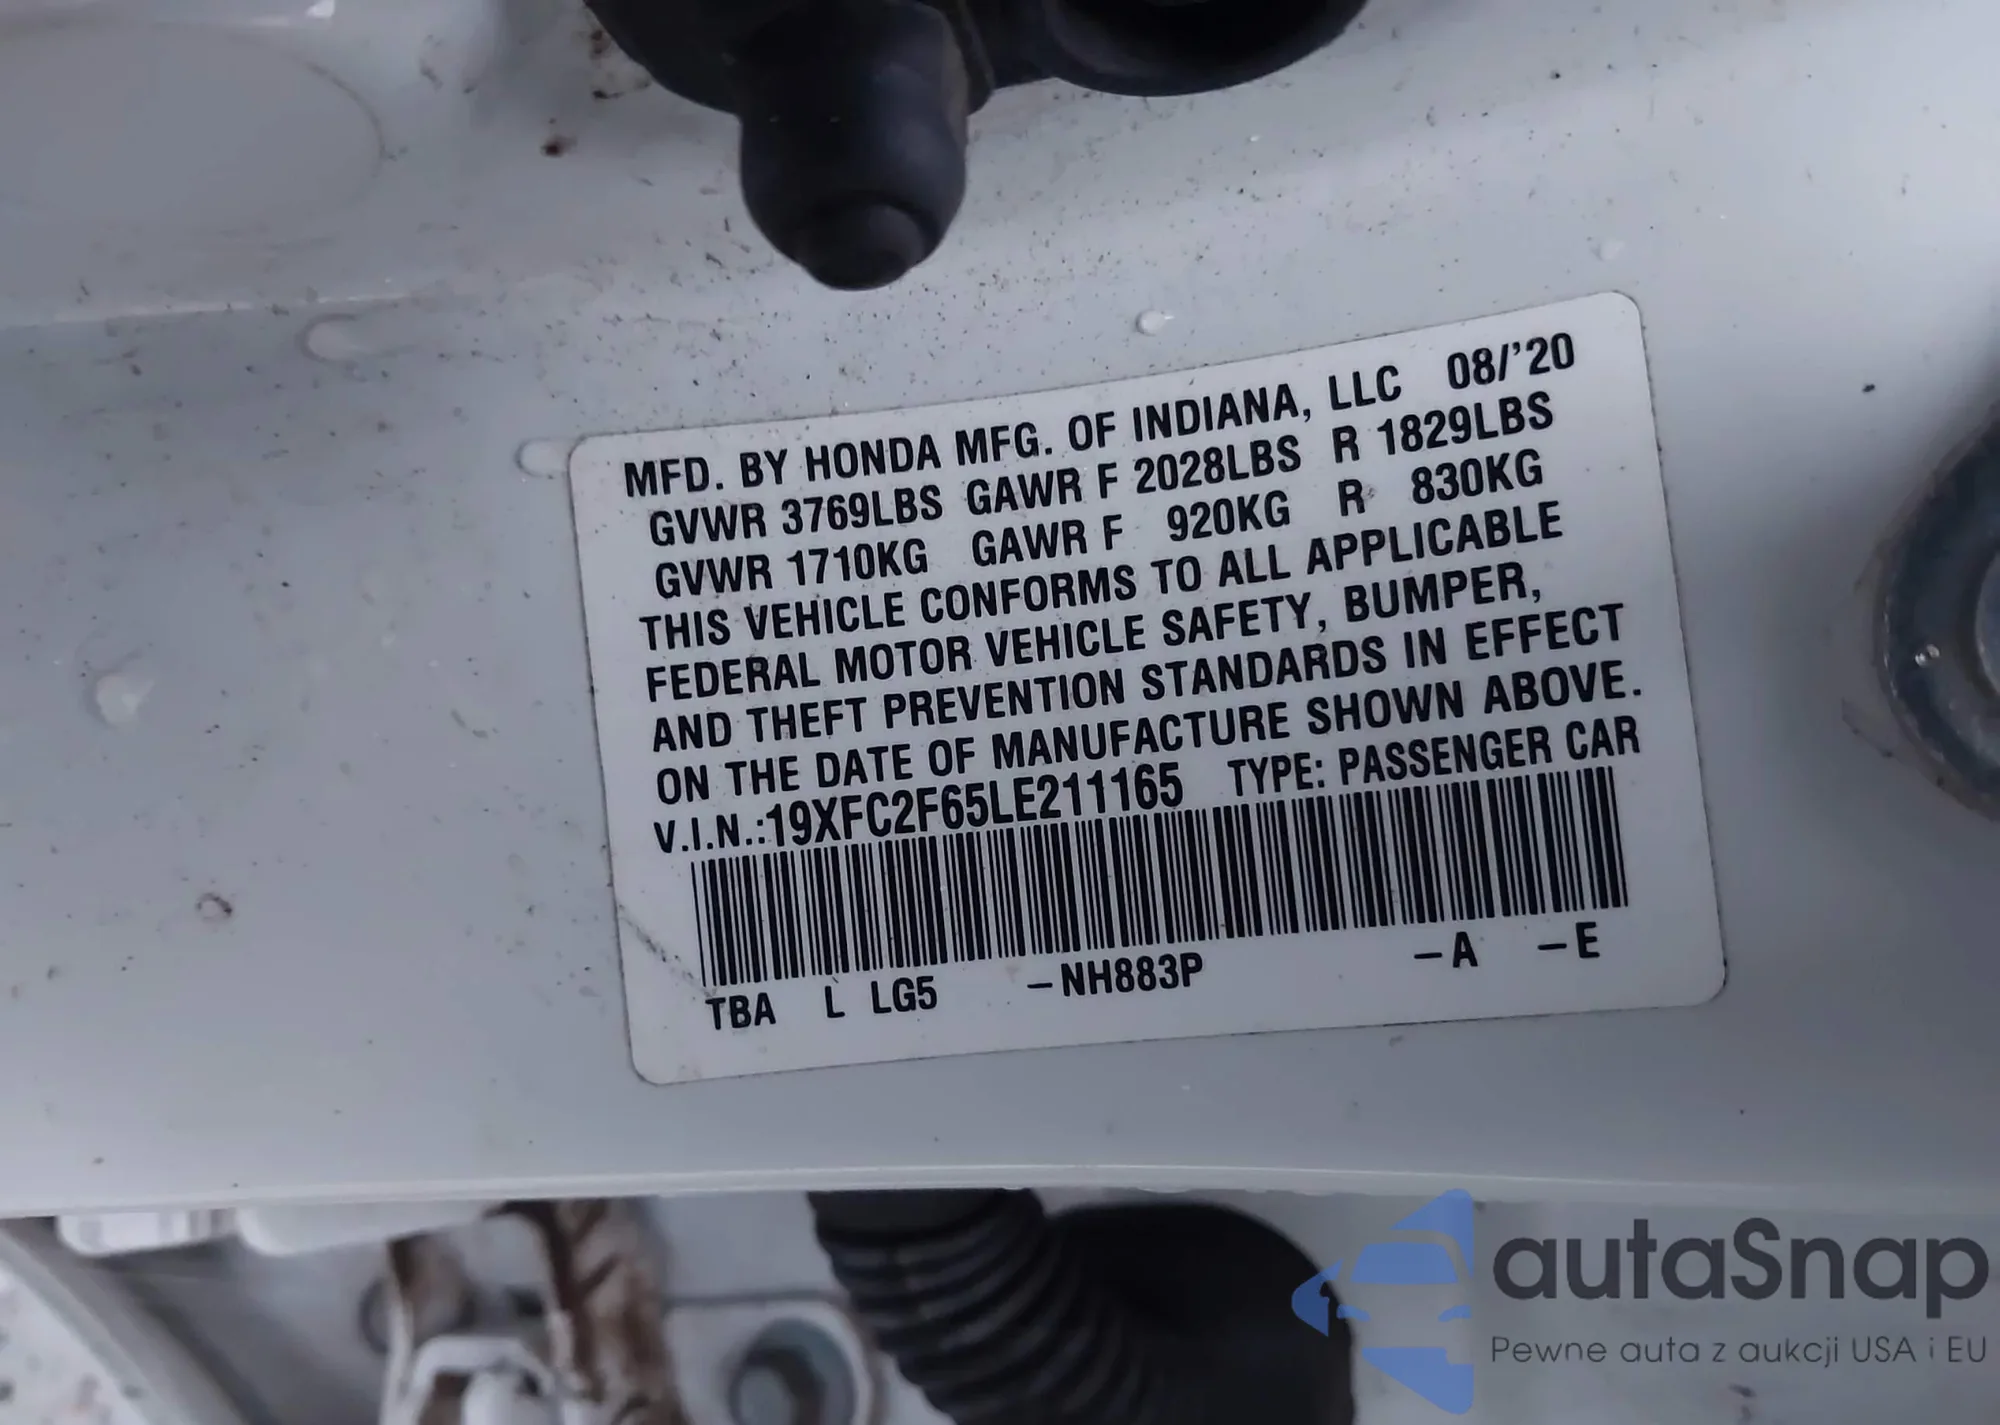 MFD. BY HONDA MFG. OF INDIANA, LLC 08/'20
GVWR 3769LBS GAWR F 2028LBS R 1829LBS
GVWR 1710KG GAWR F 920KG R 830KG
THIS VEHICLE CONFORMS TO ALL APPLICABLE
FEDERAL MOTOR VEHICLE SAFETY, BUMPER,
AND THEFT PREVENTION STANDARDS IN EFFECT
ON THE DATE OF MANUFACTURE SHOWN ABOVE.
V.I.N.:19XFC2F65LE211165 TYPE: PASSENGER CAR
TBA L LG5 –NH883P –A –E
autaSnap
Pewne auta z aukcji USA i EU